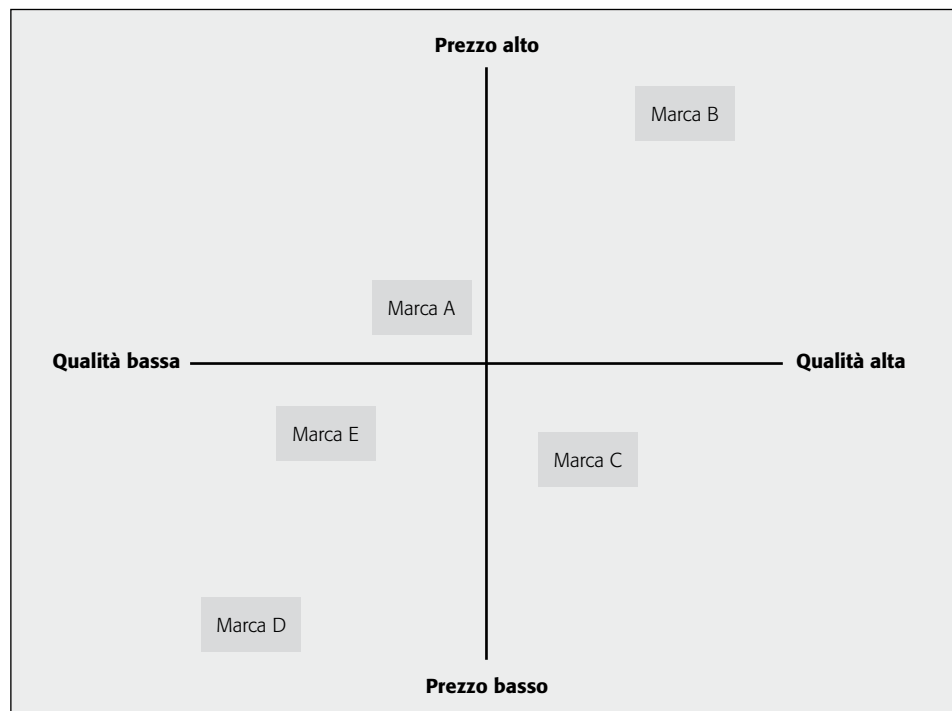 Prezzo alto
Marca B
Marca A
Qualità bassa
Qualità alta
Marca E
Marca C
Marca D
Prezzo basso